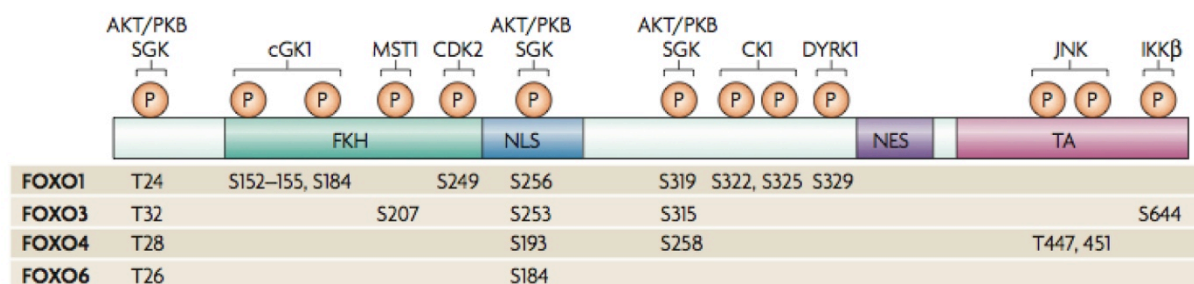 AKT/PKB AKT/PKB AKT/PKB
SGK cGK1 MST1 CDK2 SGK SGK CK1 DYRK1 JNK IKKβ
P P P P P P P P P P P P
FKH NLS NES TA
FOXO1 T24 S152–155, S184 S249 S256 S319 S322, S325 S329
FOXO3 T32 S207 S253 S315 S644
FOXO4 T28 S193 S258 T447, 451
FOXO6 T26 S184